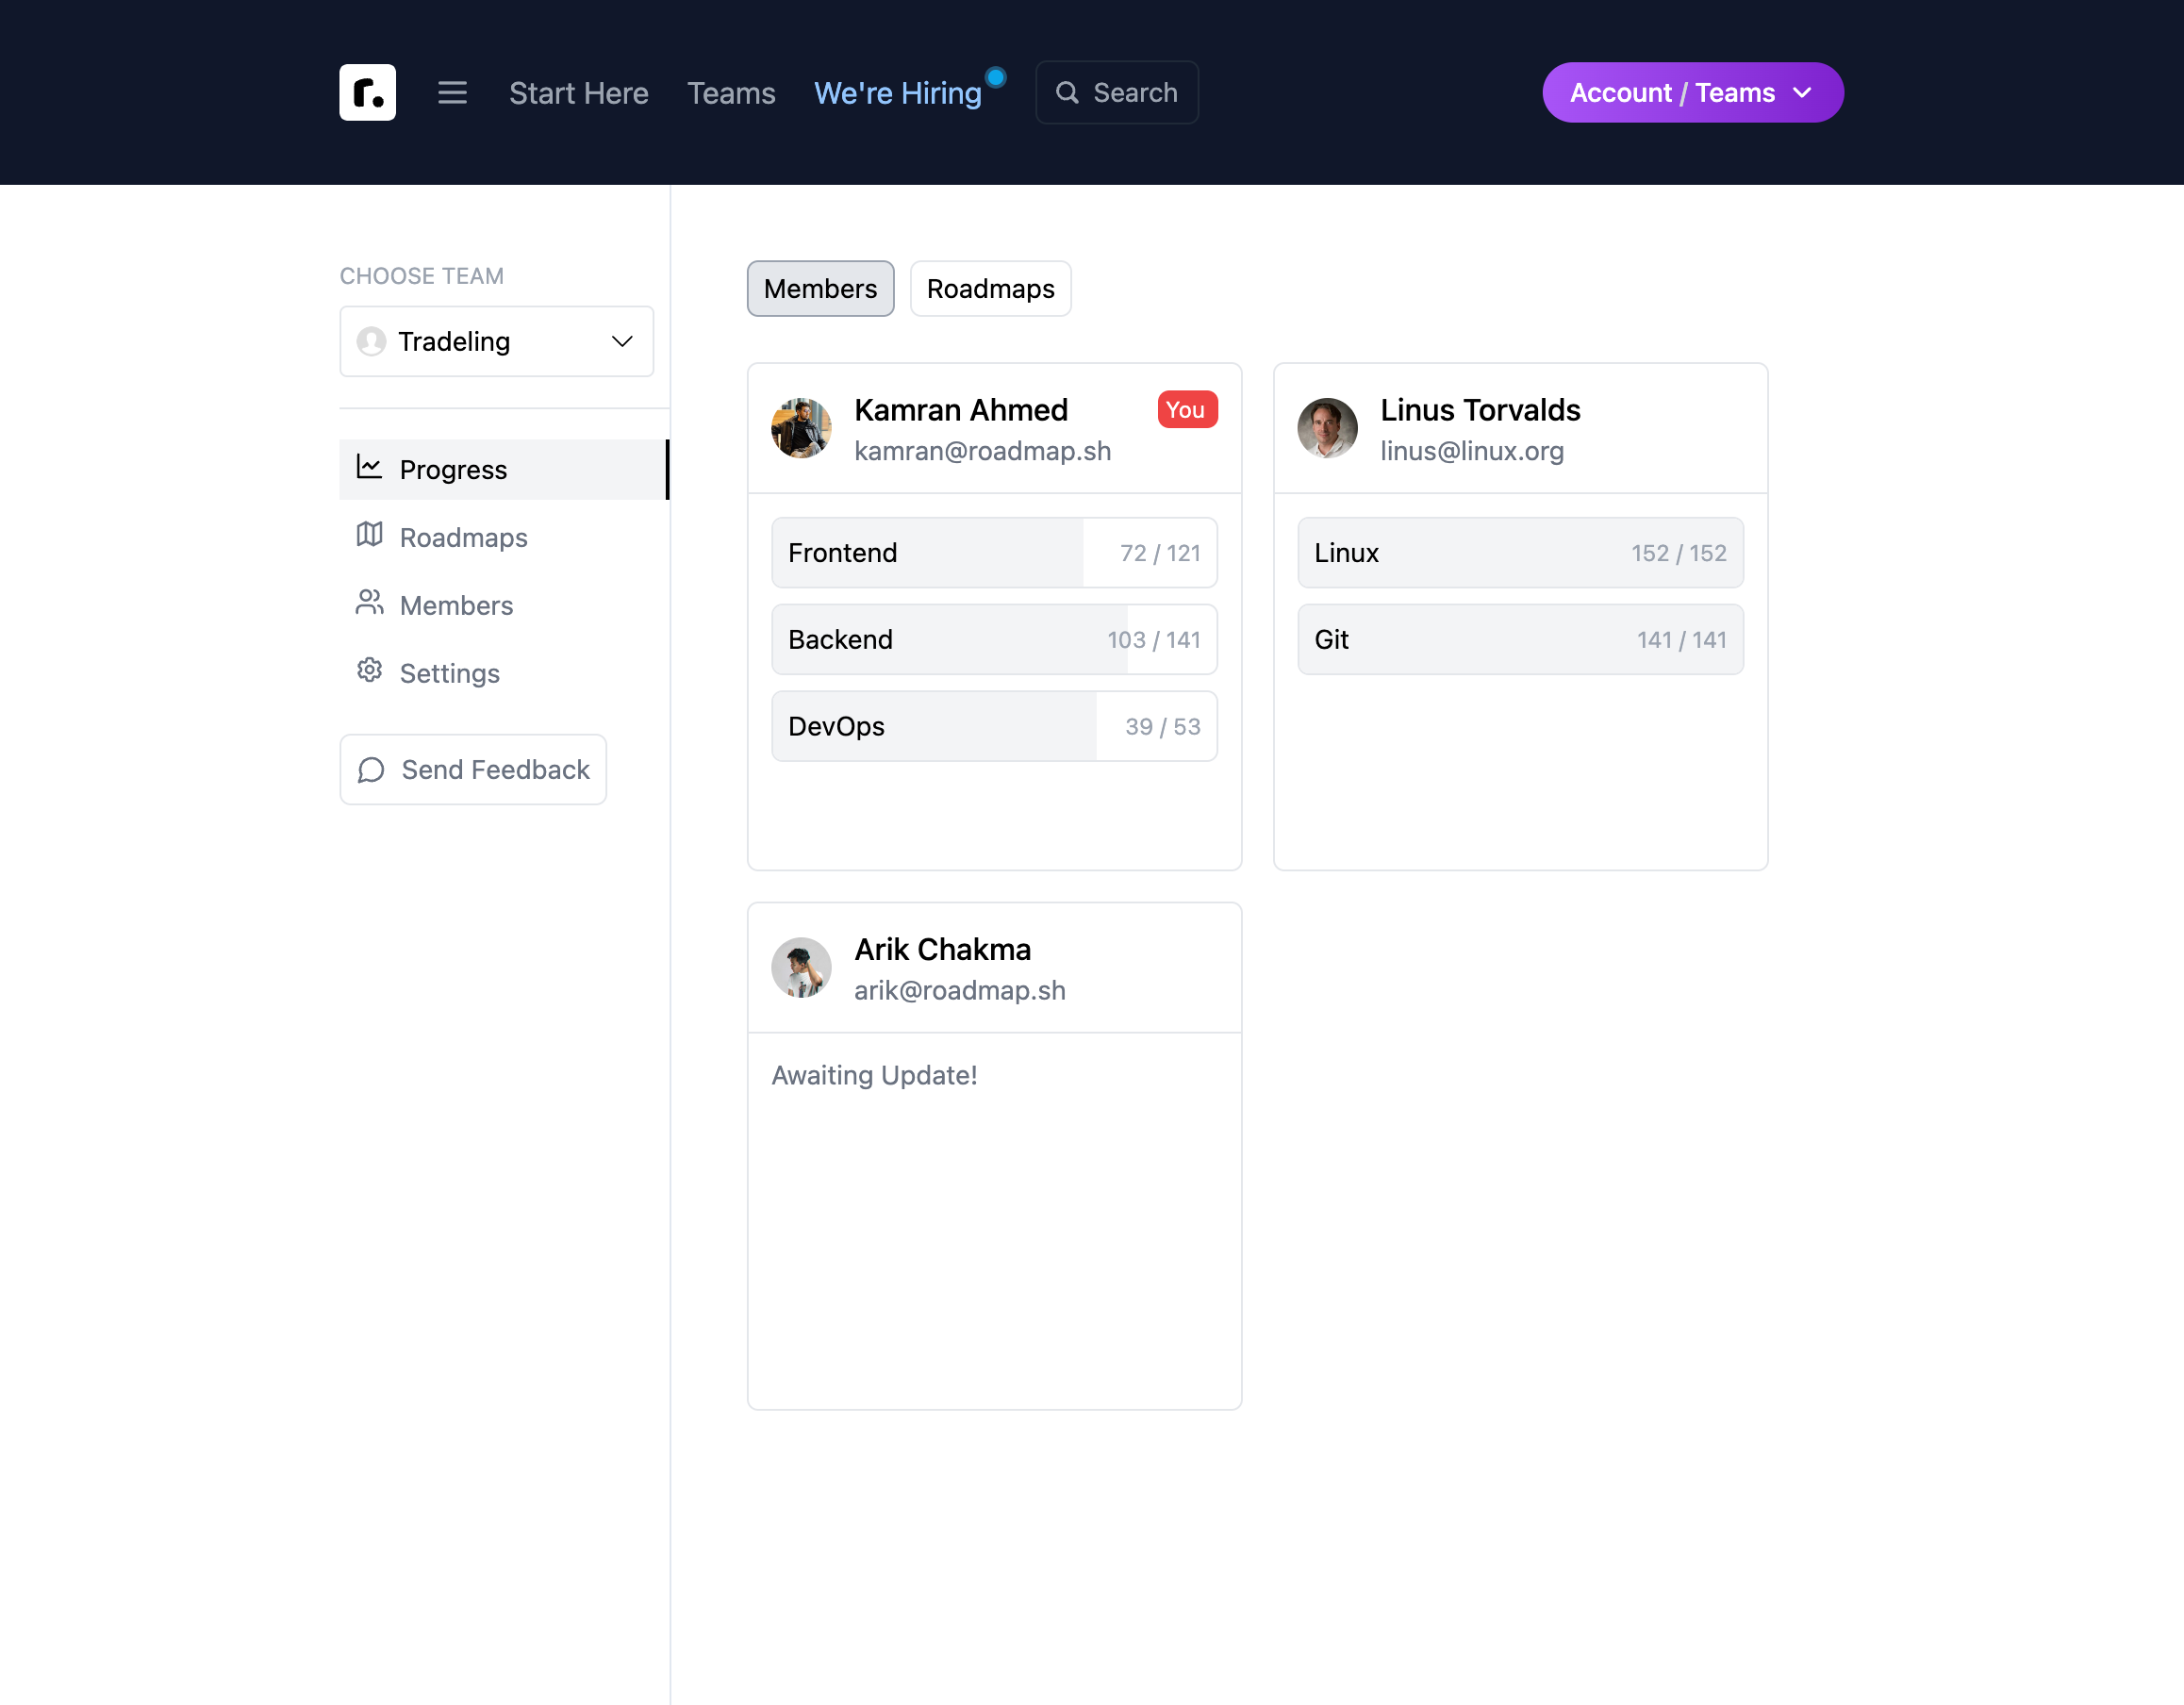 r.
Start Here
Teams
We're Hiring
Search
Account / Teams
CHOOSE TEAM
Tradeling
Progress
Roadmaps
Members
Settings
Send Feedback
Members
Roadmaps
Kamran Ahmed
You
kamran@roadmap.sh
Frontend 72 / 121
Backend 103 / 141
DevOps 39 / 53
Linus Torvalds
linus@linux.org
Linux 152 / 152
Git 141 / 141
Arik Chakma
arik@roadmap.sh
Awaiting Update!